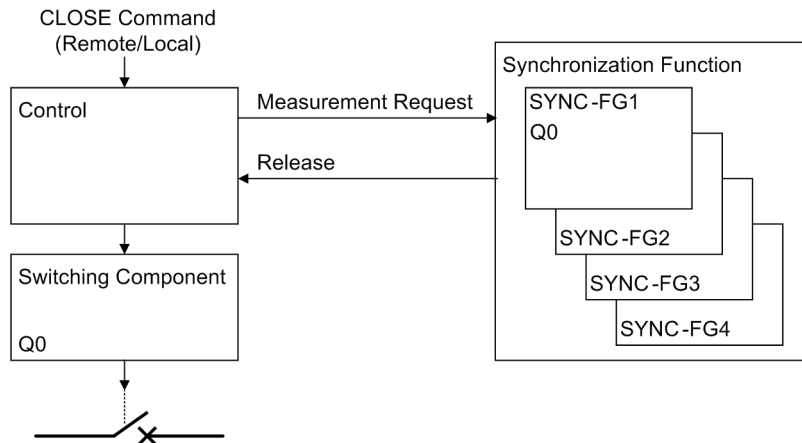 CLOSE Command
(Remote/Local)
Control
Measurement Request
Release
Switching Component
Q0
Synchronization Function
SYNC-FG1
Q0
SYNC-FG2
SYNC-FG3
SYNC-FG4